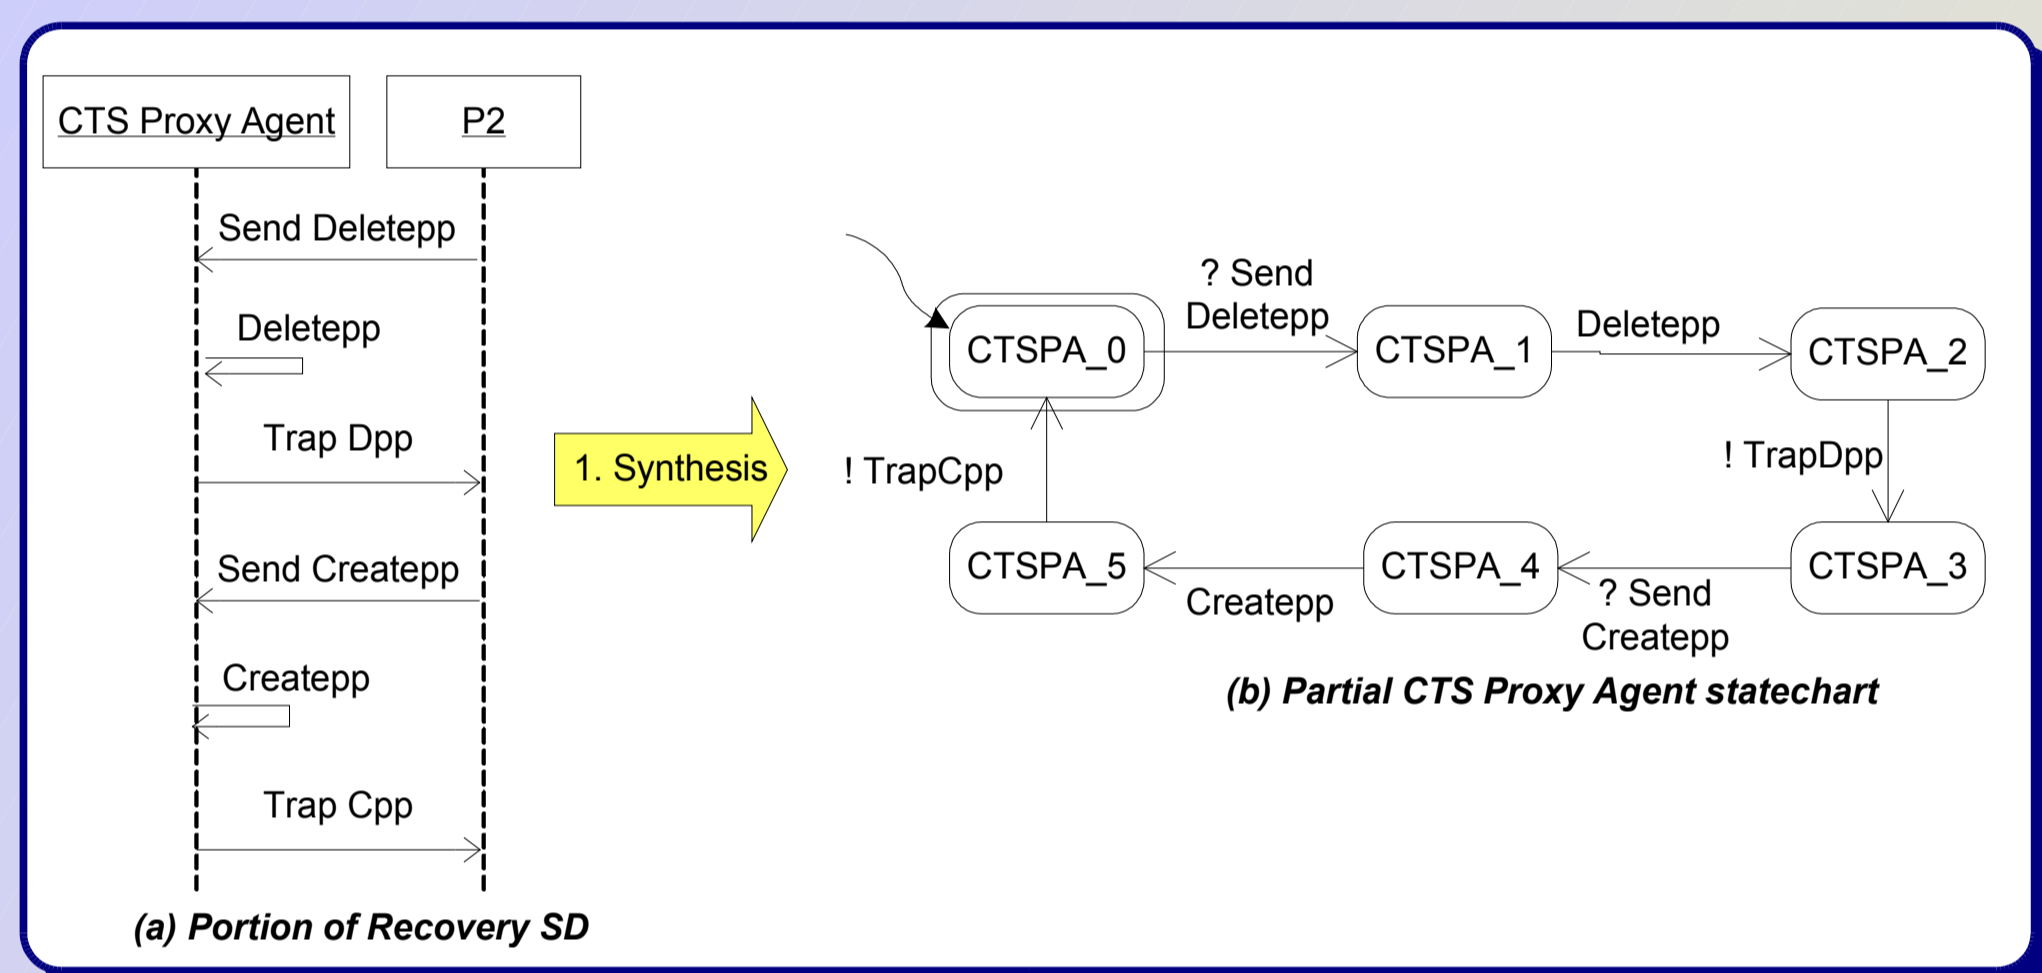 CTS Proxy Agent
P2
Send Deletepp
Deletepp
Trap Dpp
Send Createpp
Createpp
Trap Cpp
(a) Portion of Recovery SD
1. Synthesis
CTSPA_0
? Send
Deletepp
CTSPA_1
Deletepp
CTSPA_2
! TrapDpp
CTSPA_3
? Send
Createpp
CTSPA_4
Createpp
CTSPA_5
! TrapCpp
(b) Partial CTS Proxy Agent statechart